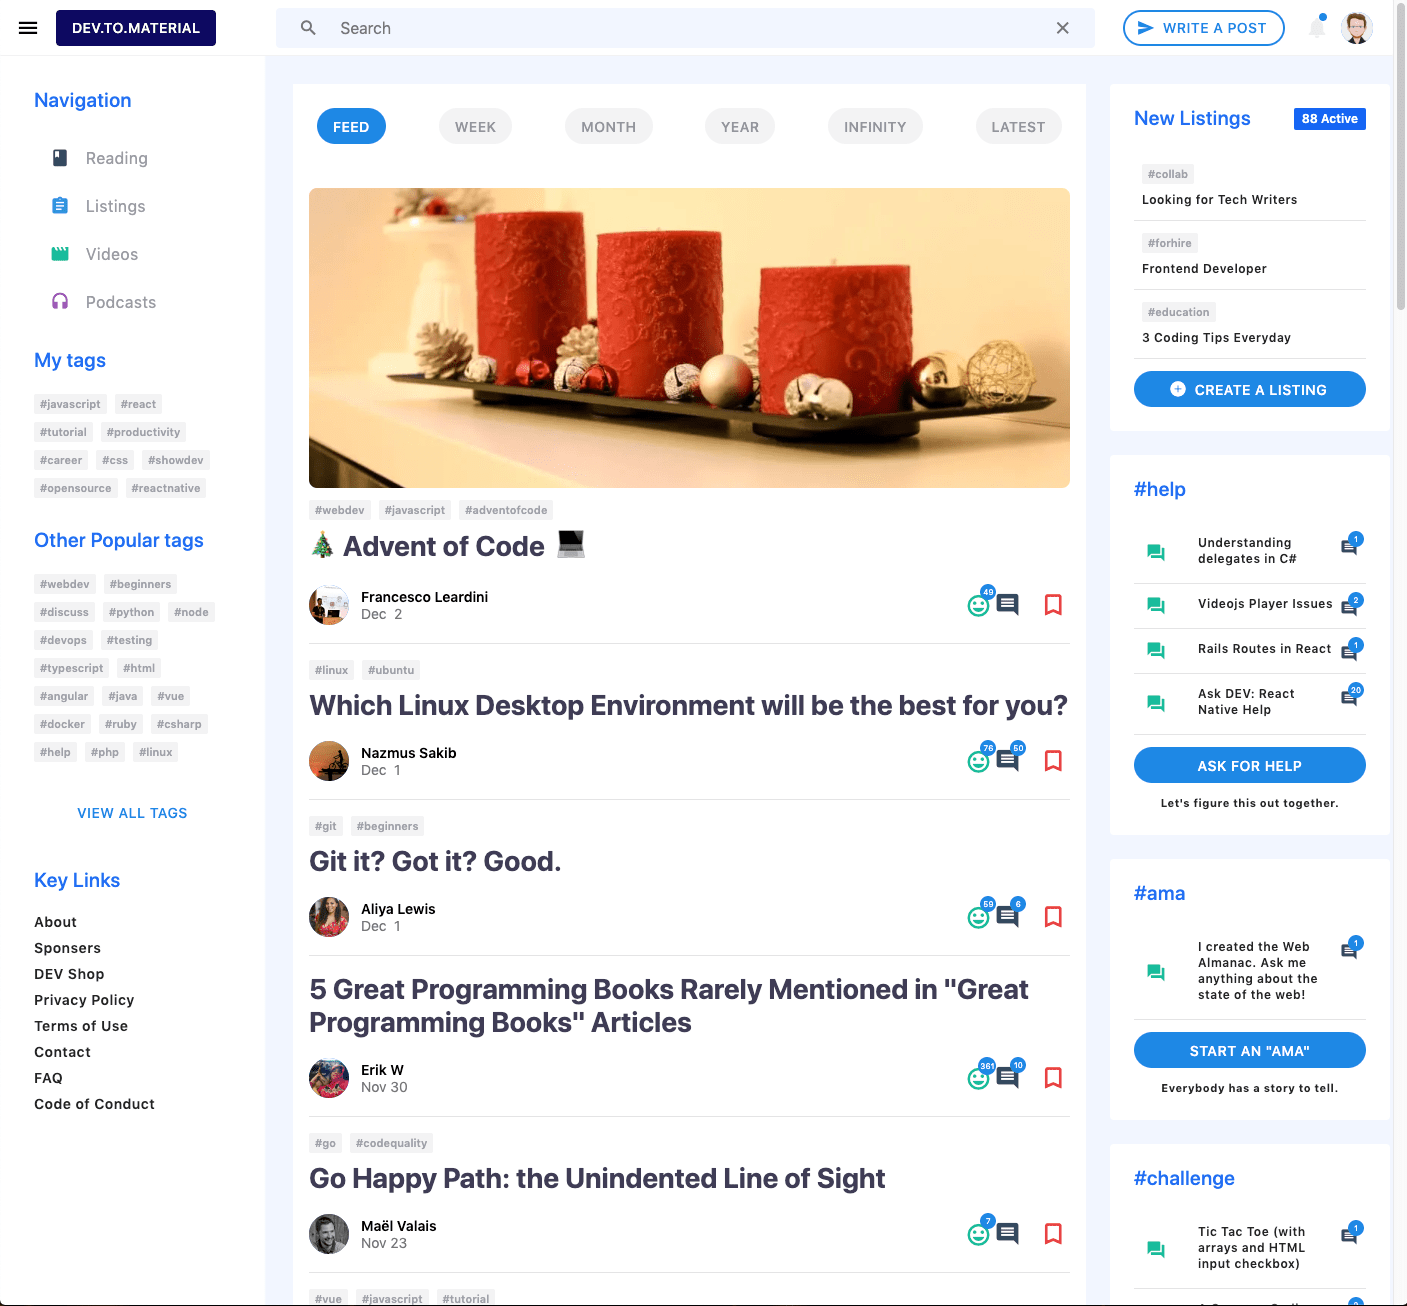 DEV.TO.MATERIAL
Search
WRITE A POST
Navigation
Reading
Listings
Videos
Podcasts
My tags
#javascript #react
#tutorial #productivity
#career #css #showdev
#opensource #reactnative
Other Popular tags
#webdev #beginners
#discuss #python #node
#devops #testing
#typescript #html
#angular #java #vue
#docker #ruby #csharp
#help #php #linux
VIEW ALL TAGS
Key Links
About
Sponsers
DEV Shop
Privacy Policy
Terms of Use
Contact
FAQ
Code of Conduct
FEED WEEK MONTH YEAR INFINITY LATEST
#webdev #javascript #adventofcode
🎄 Advent of Code 💻
Francesco Leardini
49
Dec 2
#linux #ubuntu
Which Linux Desktop Environment will be the best for you?
Nazmus Sakib
76 50
Dec 1
#git #beginners
Git it? Got it? Good.
Aliya Lewis
59 6
Dec 1
5 Great Programming Books Rarely Mentioned in "Great
Programming Books" Articles
Erik W
361 10
Nov 30
#go #codequality
Go Happy Path: the Unindented Line of Sight
Maël Valais
7
Nov 23
#vue #javascript #tutorial
New Listings 88 Active
#collab
Looking for Tech Writers
#forhire
Frontend Developer
#education
3 Coding Tips Everyday
CREATE A LISTING
#help
Understanding
delegates in C#
1
Videojs Player Issues 2
Rails Routes in React 1
Ask DEV: React
Native Help
20
ASK FOR HELP
Let's figure this out together.
#ama
I created the Web
Almanac. Ask me
anything about the
state of the web!
1
START AN "AMA"
Everybody has a story to tell.
#challenge
Tic Tac Toe (with
arrays and HTML
input checkbox)
1